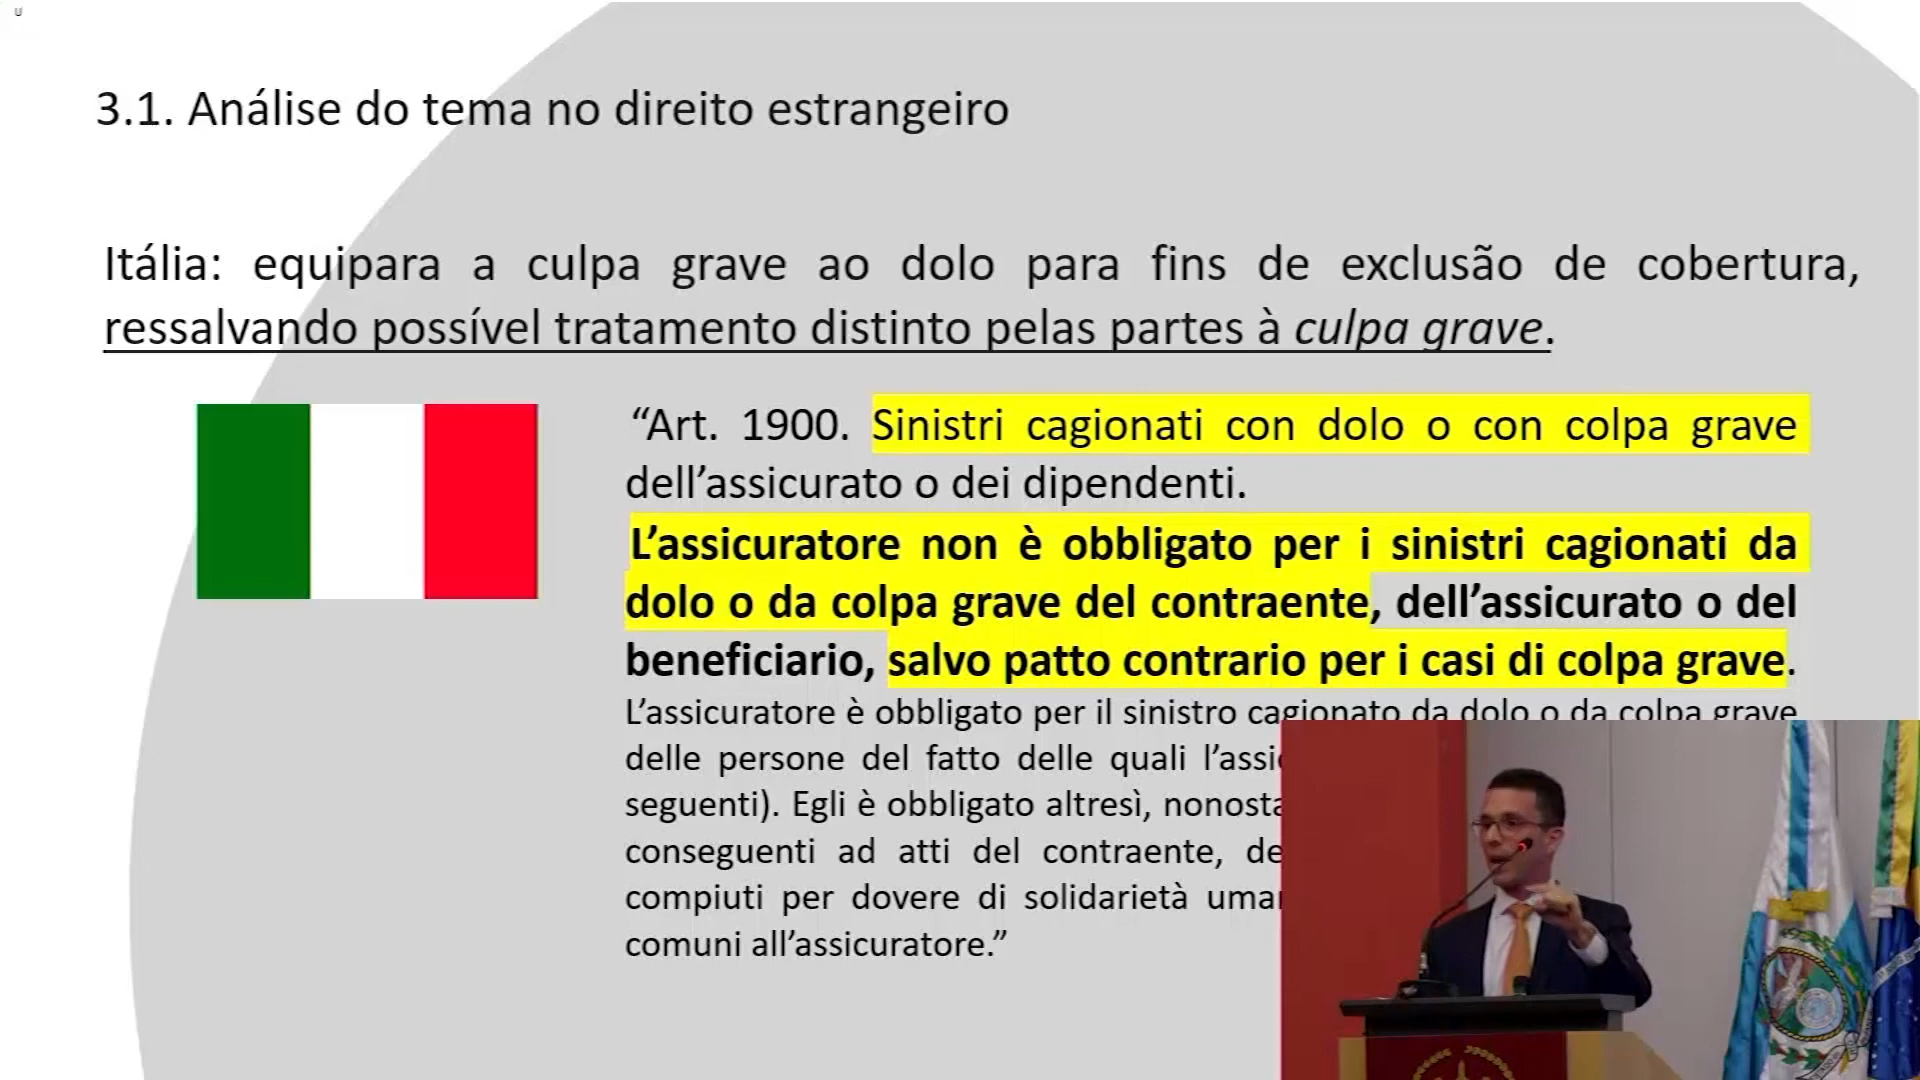 3.1. Análise do tema no direito estrangeiro
Itália: equipara a culpa grave ao dolo para fins de exclusão de cobertura,
ressalvando possível tratamento distinto pelas partes à culpa grave.
“Art. 1900. Sinistri cagionati con dolo o con colpa grave
dell’assicurato o dei dipendenti.
L’assicuratore non è obbligato per i sinistri cagionati da
dolo o da colpa grave del contraente, dell’assicurato o del
beneficiario, salvo patto contrario per i casi di colpa grave.
L’assicuratore è obbligato per il sinistro cagionato da dolo o da colpa grave
delle persone del fatto delle quali l’assi
seguenti). Egli è obbligato altresì, nonosta
conseguenti ad atti del contraente, de
compiuti per dovere di solidarietà uma
comuni all’assicuratore.”